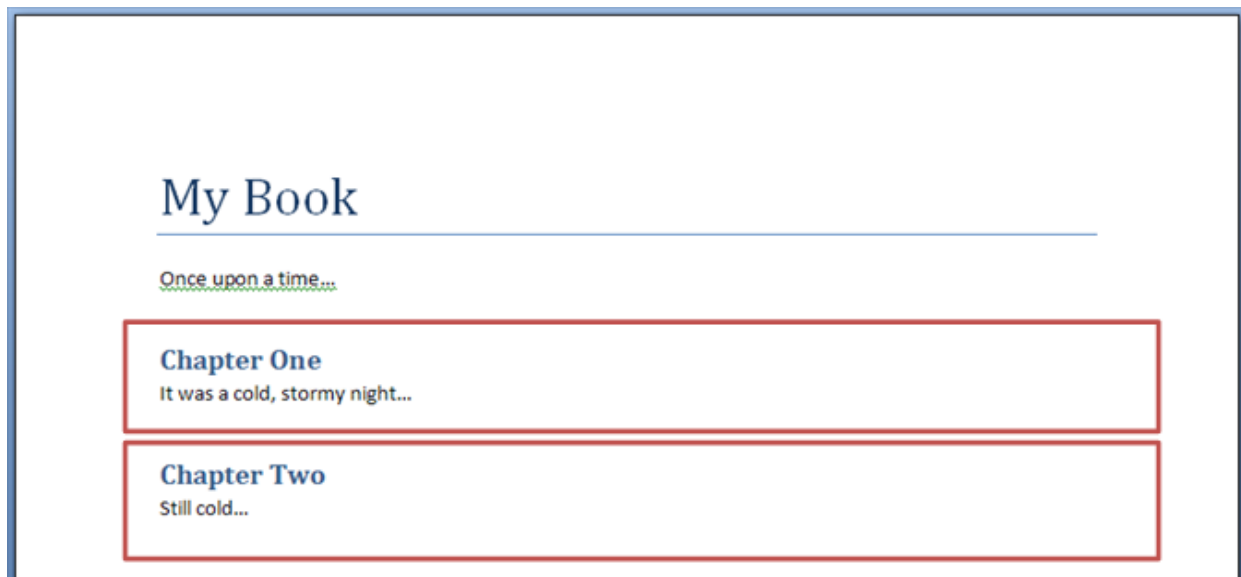 My Book
Once upon a time...
Chapter One
It was a cold, stormy night...
Chapter Two
Still cold...